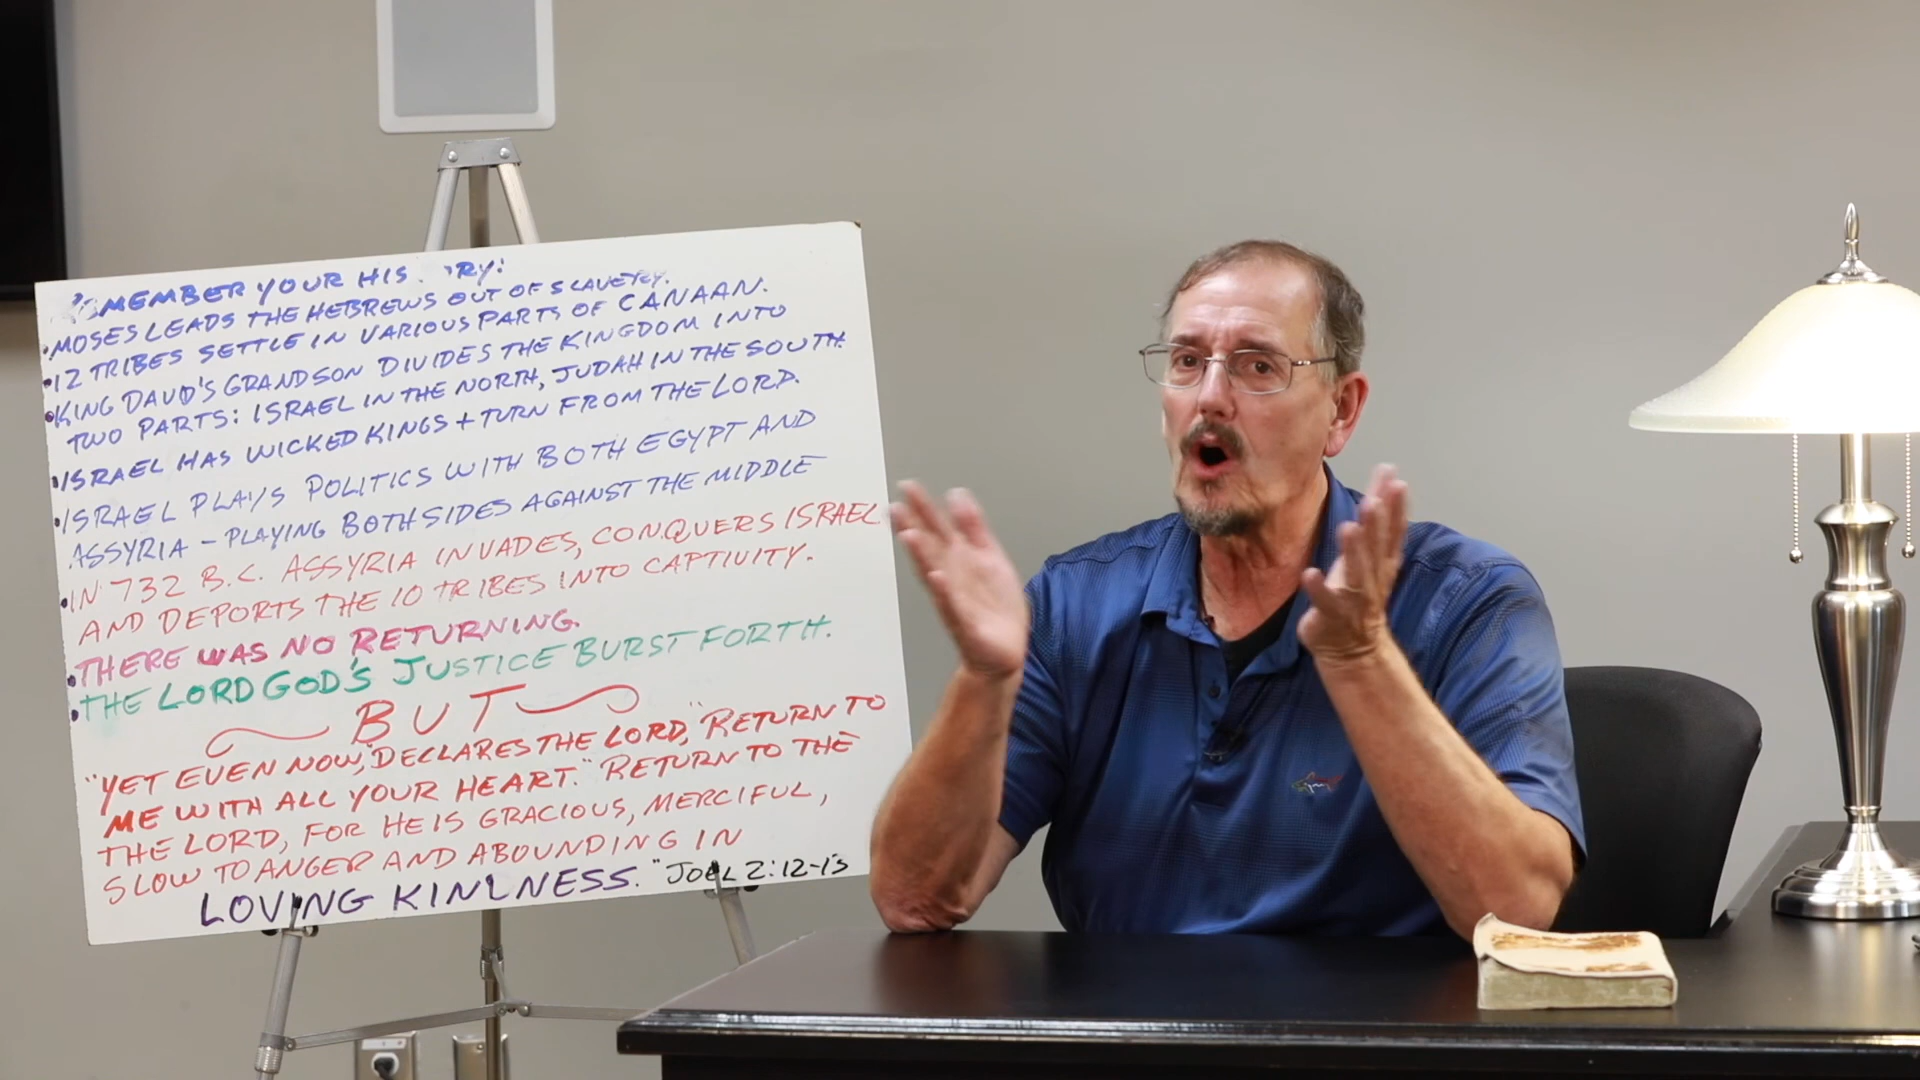 MEMBER YOUR HIS RY:
• MOSES LEADS THE HEBREWS OUT OF SLAVERY.
• 12 TRIBES SETTLE IN VARIOUS PARTS OF CANAAN.
• KING DAVID'S GRANDSON DIVIDES THE KINGDOM INTO
TWO PARTS: ISRAEL IN THE NORTH, JUDAH IN THE SOUTH.
• ISRAEL HAS WICKED KINGS + TURN FROM THE LORD.
• ISRAEL PLAYS POLITICS WITH BOTH EGYPT AND
ASSYRIA - PLAYING BOTH SIDES AGAINST THE MIDDLE
• IN 732 B.C. ASSYRIA INVADES, CONQUERS ISRAEL
AND DEPORTS THE 10 TRIBES INTO CAPTIVITY.
• THERE WAS NO RETURNING.
• THE LORD GOD'S JUSTICE BURST FORTH.
BUT
"YET EVEN NOW," DECLARES THE LORD, "RETURN TO
ME WITH ALL YOUR HEART." RETURN TO THE
THE LORD, FOR HE IS GRACIOUS, MERCIFUL,
SLOW TO ANGER AND ABOUNDING IN
LOVING KINDNESS." JOEL 2:12-13